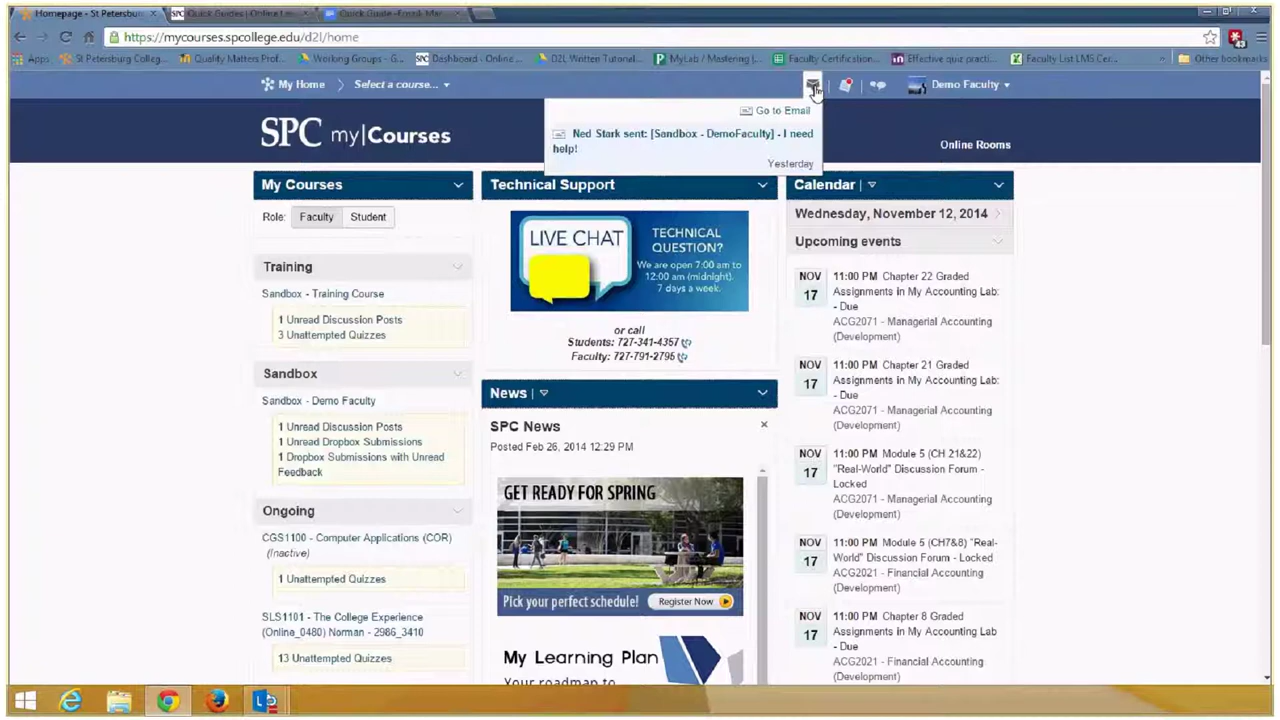 Homepage - St Petersbur
Quick Guides | Online Le
Quick Guide
https://mycourses.spcollege.edu/d2l/home
Apps
St Petersburg Colleg...
Quality Matters Prof...
Working Groups - G...
Dashboard - Online ...
D2L Written Tutorial...
MyLab / Mastering |...
Faculty Certification...
Effective quiz practi...
Faculty List LMS Cer...
Other bookmarks
43
My Home
Select a course...
Demo Faculty
Go to Email
Ned Stark sent: [Sandbox - DemoFaculty] - I need
help!
Yesterday
SPC my|Courses
Online Rooms
My Courses
Role: Faculty Student
Training
Sandbox - Training Course
1 Unread Discussion Posts
3 Unattempted Quizzes
Sandbox
Sandbox - Demo Faculty
1 Unread Discussion Posts
1 Unread Dropbox Submissions
1 Dropbox Submissions with Unread
Feedback
Ongoing
CGS1100 - Computer Applications (COR)
(Inactive)
1 Unattempted Quizzes
SLS1101 - The College Experience
(Online_0480) Norman - 2986_3410
13 Unattempted Quizzes
Technical Support
LIVE CHAT
TECHNICAL
QUESTION?
We are open 7:00 am to
12:00 am (midnight).
7 days a week.
or call
Students: 727-341-4357
Faculty: 727-791-2795
News
SPC News
Posted Feb 26, 2014 12:29 PM
GET READY FOR SPRING
Pick your perfect schedule!
Register Now
My Learning Plan
Your roadmap to
Calendar
Wednesday, November 12, 2014
Upcoming events
NOV
17
11:00 PM Chapter 22 Graded
Assignments in My Accounting Lab:
- Due
ACG2071 - Managerial Accounting
(Development)
NOV
17
11:00 PM Chapter 21 Graded
Assignments in My Accounting Lab:
- Due
ACG2071 - Managerial Accounting
(Development)
NOV
17
11:00 PM Module 5 (CH 21&22)
"Real-World" Discussion Forum -
Locked
ACG2071 - Managerial Accounting
(Development)
NOV
17
11:00 PM Module 5 (CH7&8) "Real-
World" Discussion Forum - Locked
ACG2021 - Financial Accounting
(Development)
NOV
17
11:00 PM Chapter 8 Graded
Assignments in My Accounting Lab
- Due
ACG2021 - Financial Accounting
(Development)